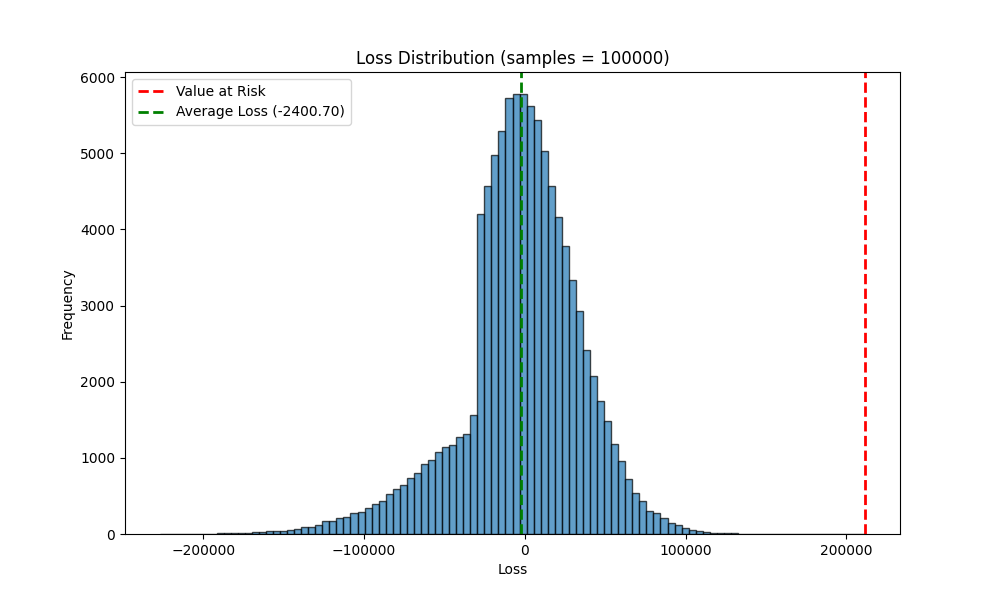 Loss Distribution (samples = 100000)
Value at Risk
Average Loss (-2400.70)
6000
5000
4000
3000
2000
1000
0
Frequency
−200000
−100000
0
100000
200000
Loss